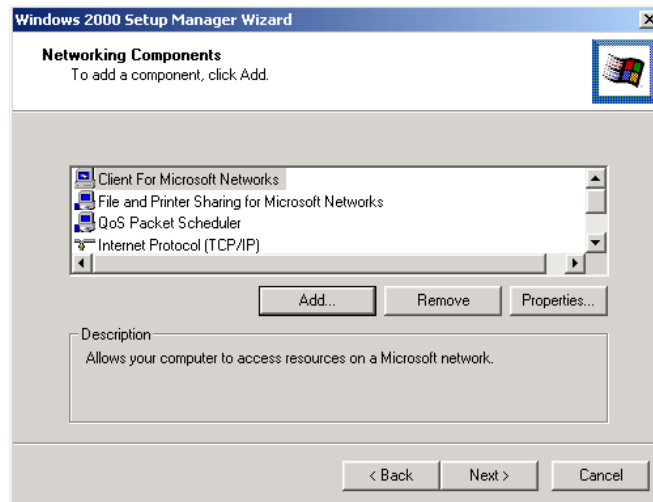 Windows 2000 Setup Manager Wizard
Networking Components
To add a component, click Add.
Client For Microsoft Networks
File and Printer Sharing for Microsoft Networks
QoS Packet Scheduler
Internet Protocol (TCP/IP)
Add... Remove Properties...
Description
Allows your computer to access resources on a Microsoft network.
< Back Next > Cancel